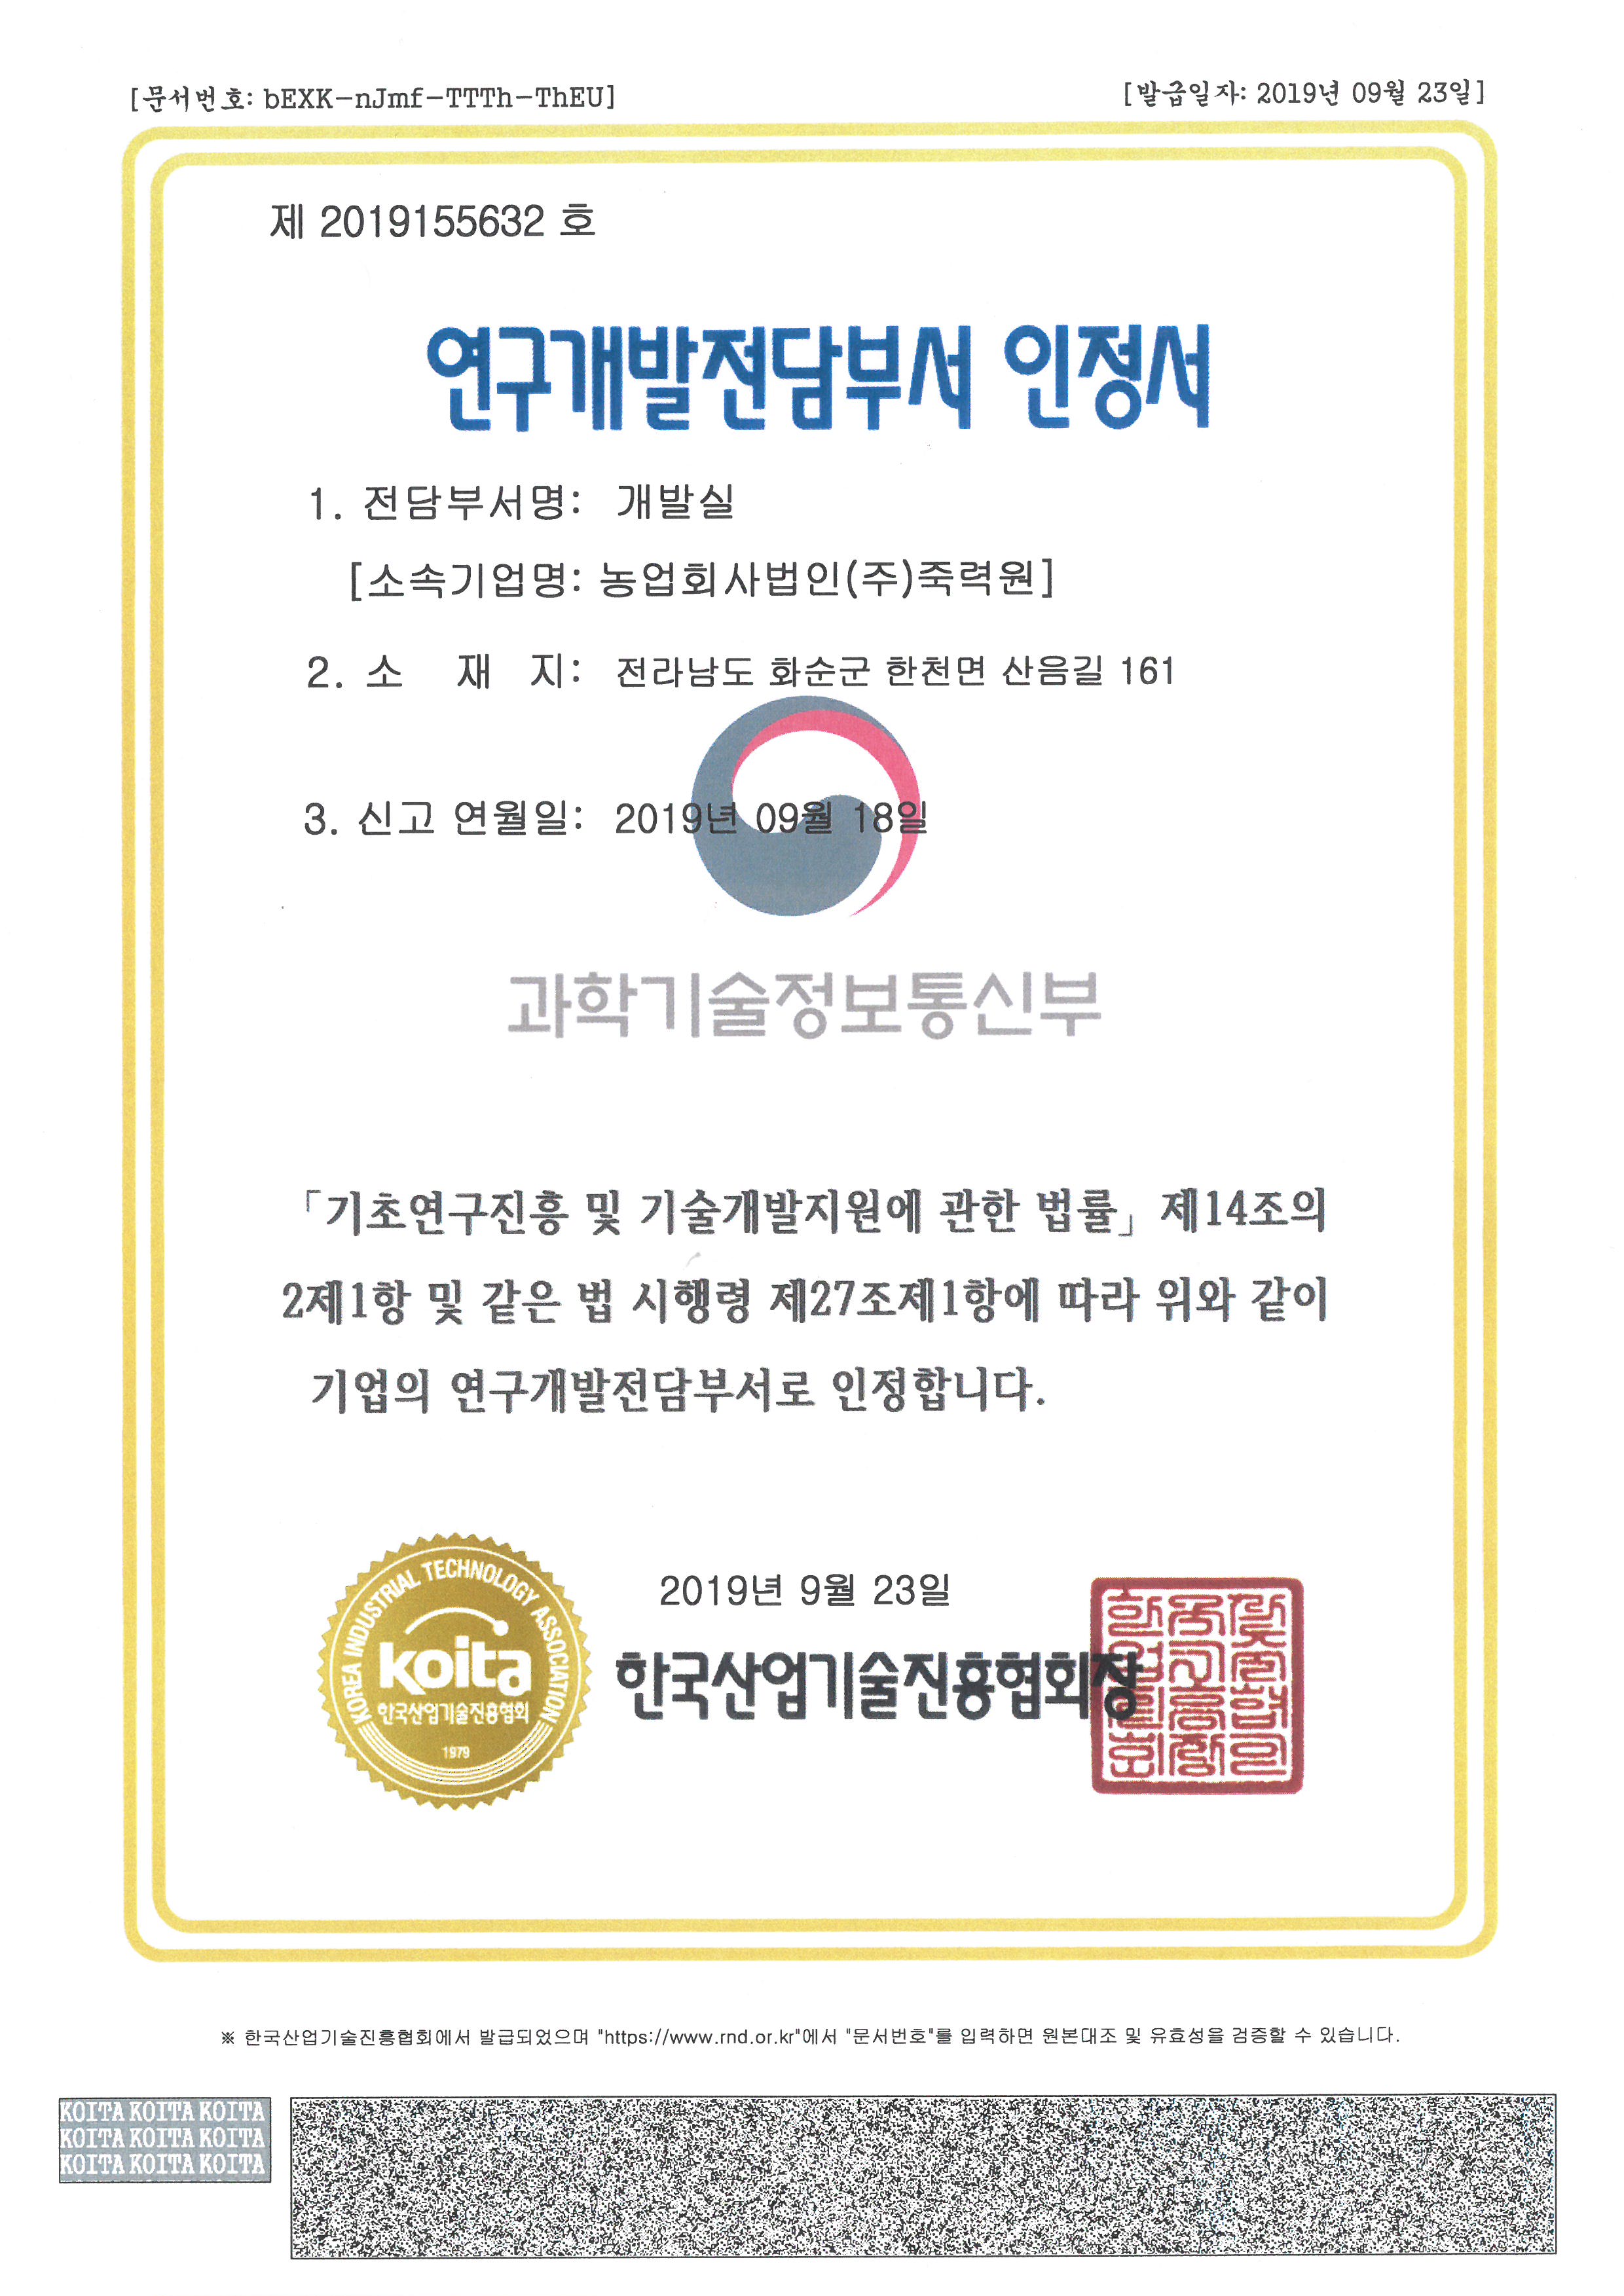 [문서번호: bEXK-nJmf-TTTh-ThEU]
[발급일자: 2019년 09월 23일]
제 2019155632 호
연구개발전담부서 인정서
1. 전담부서명: 개발실
[소속기업명: 농업회사법인(주)죽력원]
2. 소 재 지: 전라남도 화순군 한천면 산음길 161
3. 신고 연월일: 2019년 09월 18일
과학기술정보통신부
「기초연구진흥 및 기술개발지원에 관한 법률」 제14조의
2제1항 및 같은 법 시행령 제27조제1항에 따라 위와 같이
기업의 연구개발전담부서로 인정합니다.
KOREA INDUSTRIAL TECHNOLOGY ASSOCIATION
koita
한국산업기술진흥협회
1979
2019년 9월 23일
한국산업기술진흥협회장
※ 한국산업기술진흥협회에서 발급되었으며 "https://www.rnd.or.kr"에서 "문서번호"를 입력하면 원본대조 및 유효성을 검증할 수 있습니다.
KOITA KOITA KOITA
KOITA KOITA KOITA
KOITA KOITA KOITA